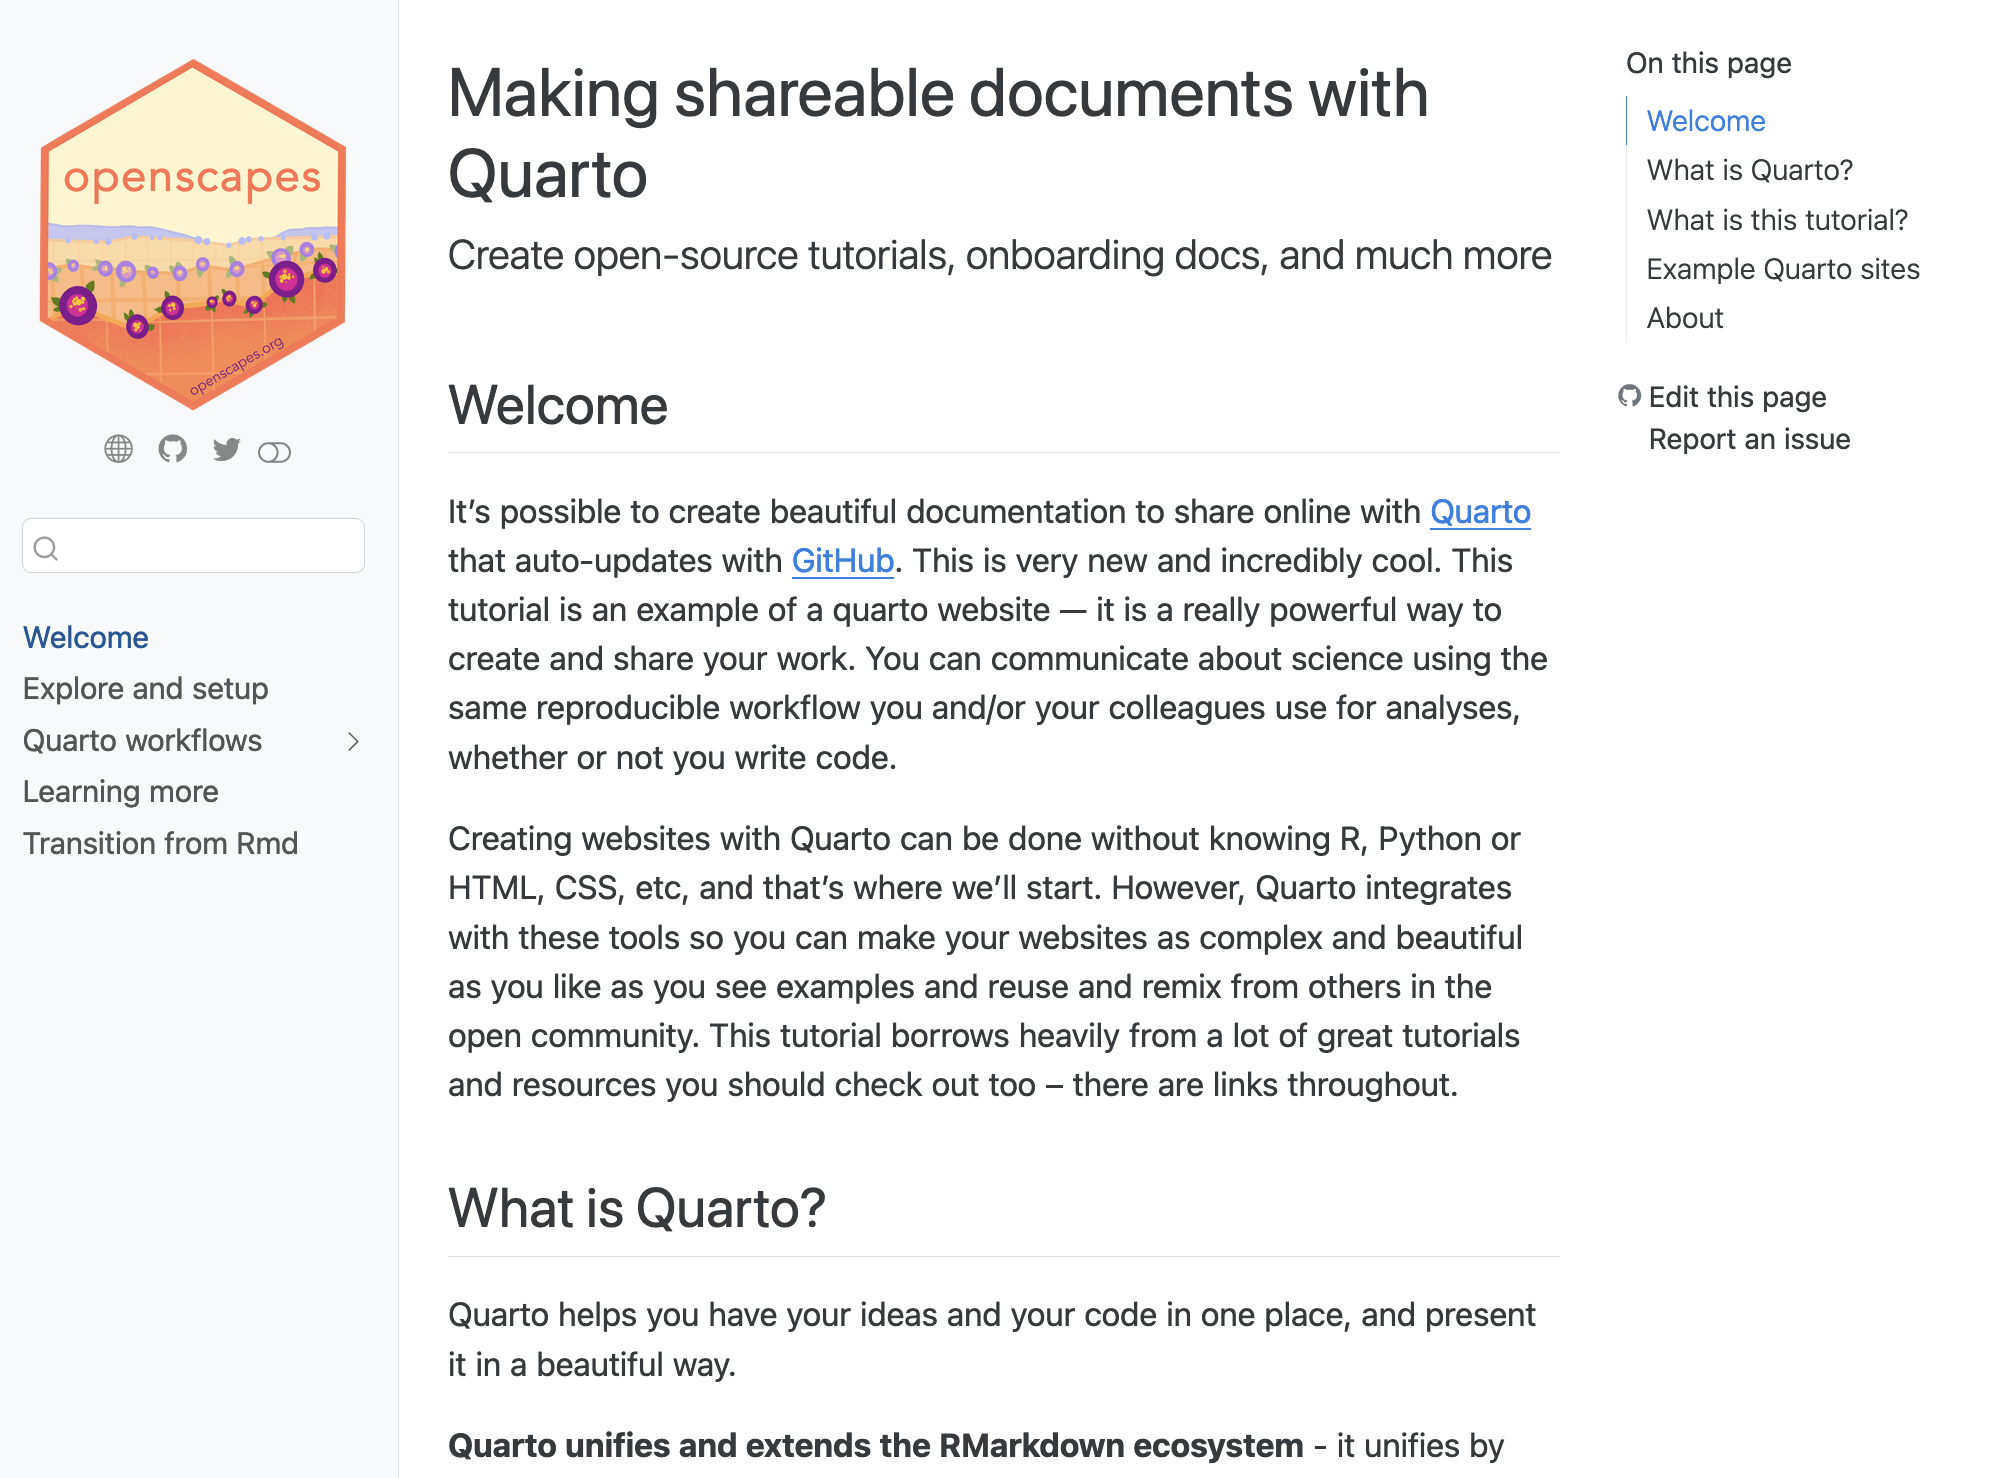 openscapes
openscapes.org
Welcome
Explore and setup
Quarto workflows
Learning more
Transition from Rmd
Making shareable documents with
Quarto
Create open-source tutorials, onboarding docs, and much more
Welcome
It’s possible to create beautiful documentation to share online with Quarto
that auto-updates with GitHub. This is very new and incredibly cool. This
tutorial is an example of a quarto website — it is a really powerful way to
create and share your work. You can communicate about science using the
same reproducible workflow you and/or your colleagues use for analyses,
whether or not you write code.
Creating websites with Quarto can be done without knowing R, Python or
HTML, CSS, etc, and that’s where we’ll start. However, Quarto integrates
with these tools so you can make your websites as complex and beautiful
as you like as you see examples and reuse and remix from others in the
open community. This tutorial borrows heavily from a lot of great tutorials
and resources you should check out too – there are links throughout.
What is Quarto?
Quarto helps you have your ideas and your code in one place, and present
it in a beautiful way.
Quarto unifies and extends the RMarkdown ecosystem - it unifies by
On this page
Welcome
What is Quarto?
What is this tutorial?
Example Quarto sites
About
Edit this page
Report an issue